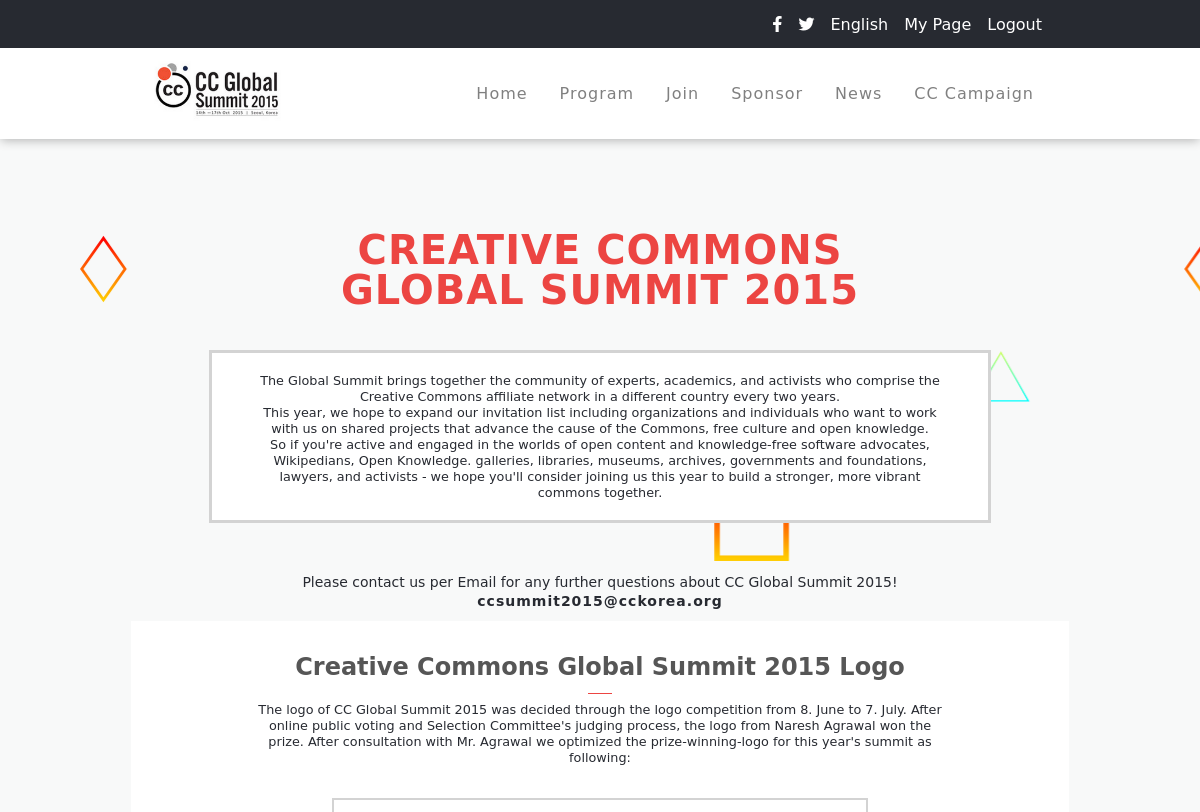 English My Page Logout
CC Global
Summit 2015
Home Program Join Sponsor News CC Campaign
CREATIVE COMMONS
GLOBAL SUMMIT 2015
The Global Summit brings together the community of experts, academics, and activists who comprise the
Creative Commons affiliate network in a different country every two years.
This year, we hope to expand our invitation list including organizations and individuals who want to work
with us on shared projects that advance the cause of the Commons, free culture and open knowledge.
So if you're active and engaged in the worlds of open content and knowledge-free software advocates,
Wikipedians, Open Knowledge. galleries, libraries, museums, archives, governments and foundations,
lawyers, and activists - we hope you'll consider joining us this year to build a stronger, more vibrant
commons together.
Please contact us per Email for any further questions about CC Global Summit 2015!
ccsummit2015@cckorea.org
Creative Commons Global Summit 2015 Logo
The logo of CC Global Summit 2015 was decided through the logo competition from 8. June to 7. July. After
online public voting and Selection Committee's judging process, the logo from Naresh Agrawal won the
prize. After consultation with Mr. Agrawal we optimized the prize-winning-logo for this year's summit as
following: